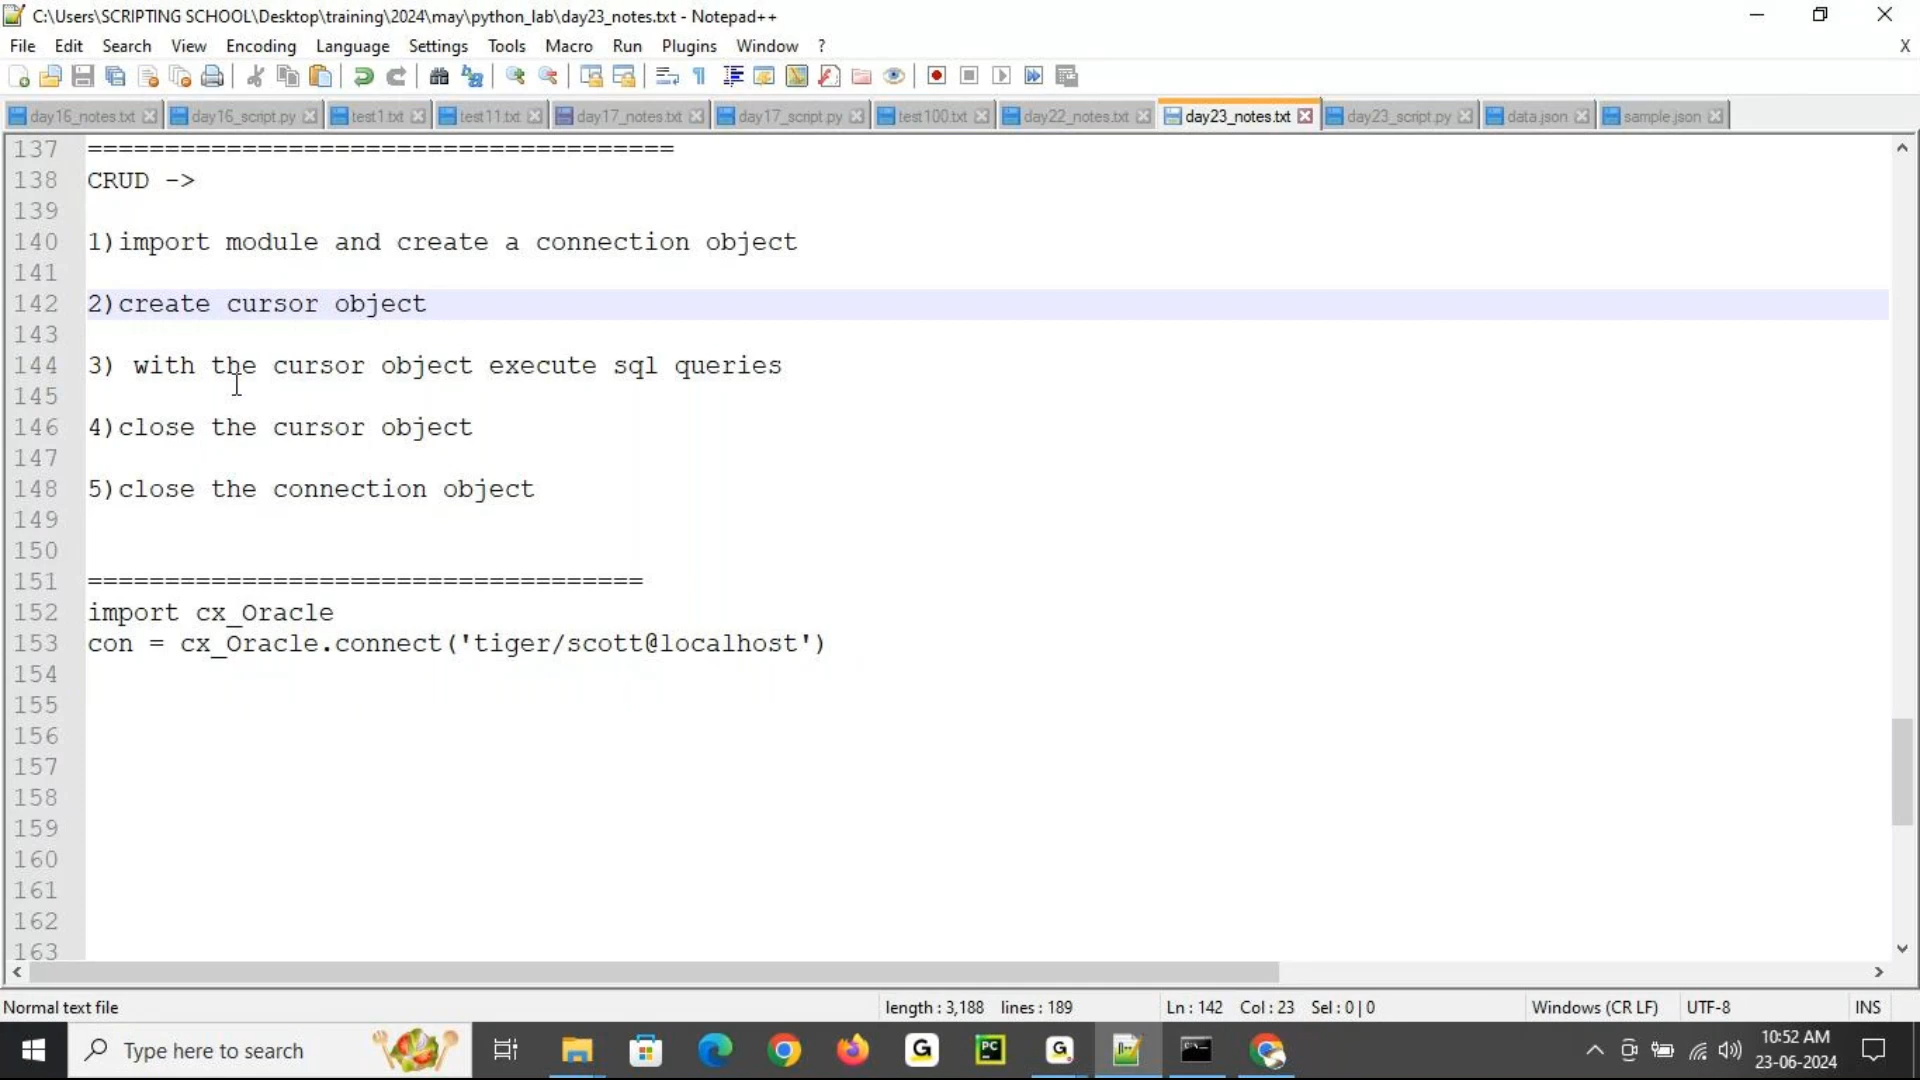 C:\Users\SCRIPTING SCHOOL\Desktop\training\2024\may\python_lab\day23_notes.txt - Notepad++
File Edit Search View Encoding Language Settings Tools Macro Run Plugins Window ? X
day16_notes.txt day16_script.py test1.txt test11.txt day17_notes.txt day17_script.py test100.txt day22_notes.txt day23_notes.txt day23_script.py data.json sample.json
137 ======================================
138 CRUD ->
139
140 1)import module and create a connection object
141
142 2)create cursor object
143
144 3) with the cursor object execute sql queries
145
146 4)close the cursor object
147
148 5)close the connection object
149
150
151 ====================================
152 import cx_Oracle
153 con = cx_Oracle.connect('tiger/scott@localhost')
154
155
156
157
158
159
160
161
162
163
Normal text file length : 3,188 lines : 189 Ln : 142 Col : 23 Sel : 0 | 0 Windows (CR LF) UTF-8 INS
Type here to search
10:52 AM
23-06-2024